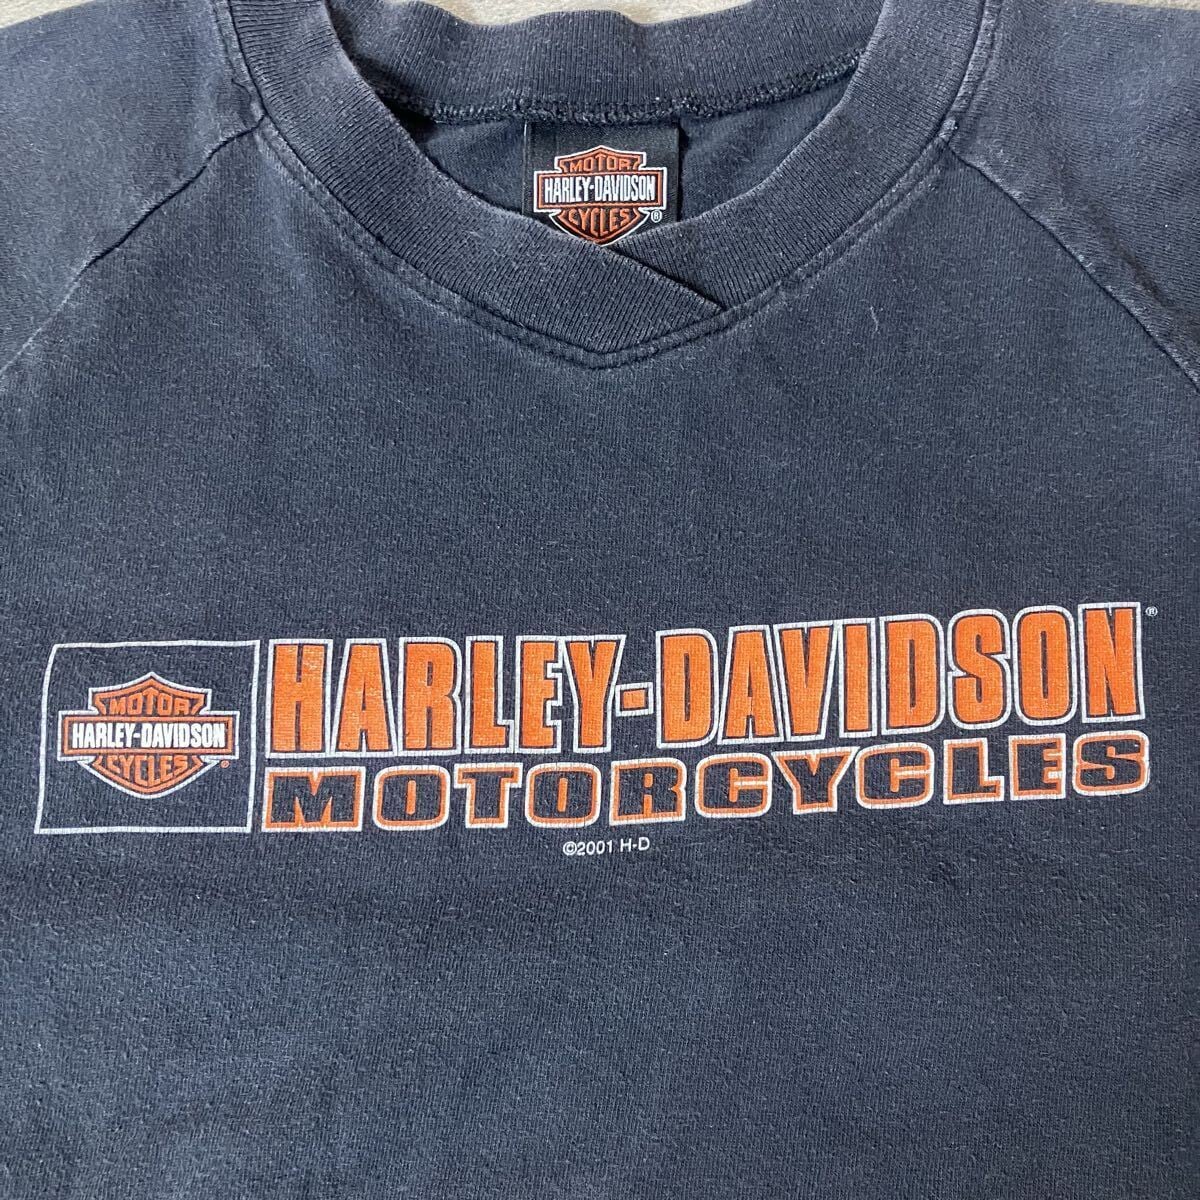 MOTOR
HARLEY-DAVIDSON
CYCLES ®
MOTOR
HARLEY-DAVIDSON
CYCLES ®
HARLEY-DAVIDSON ®
MOTORCYCLES
©2001 H-D